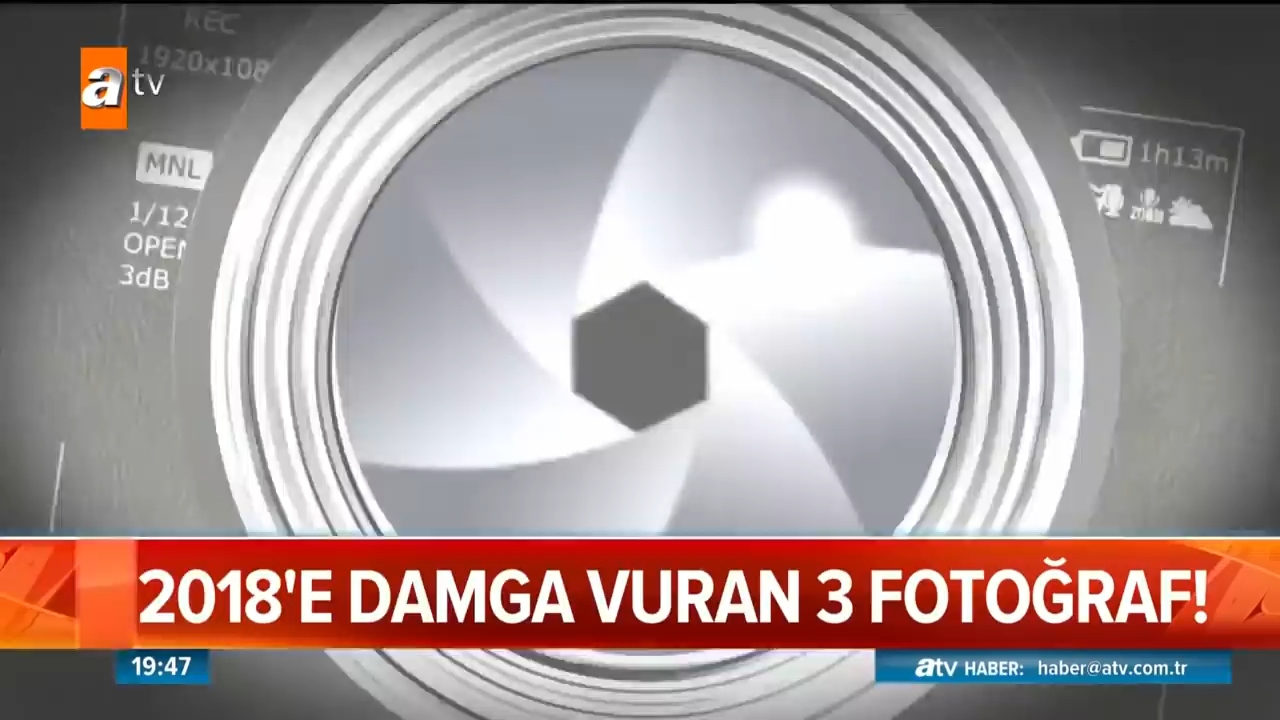 REC
1920x108
atv
MNL
1/12
OPEN
3dB
1h13m
ZOOM
2018'E DAMGA VURAN 3 FOTOĞRAF!
19:47
atv HABER: haber@atv.com.tr